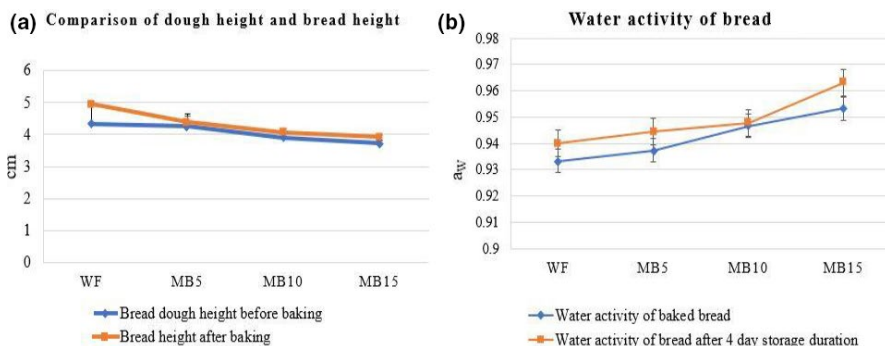 (a) Comparison of dough height and bread height
6
5
4
3
2
1
0
cm
WF MB5 MB10 MB15
Bread dough height before baking
Bread height after baking
(b) Water activity of bread
0.98
0.97
0.96
0.95
0.94
0.93
0.92
0.91
0.9
aw
WF MB5 MB10 MB15
Water activity of baked bread
Water activity of bread after 4 day storage duration